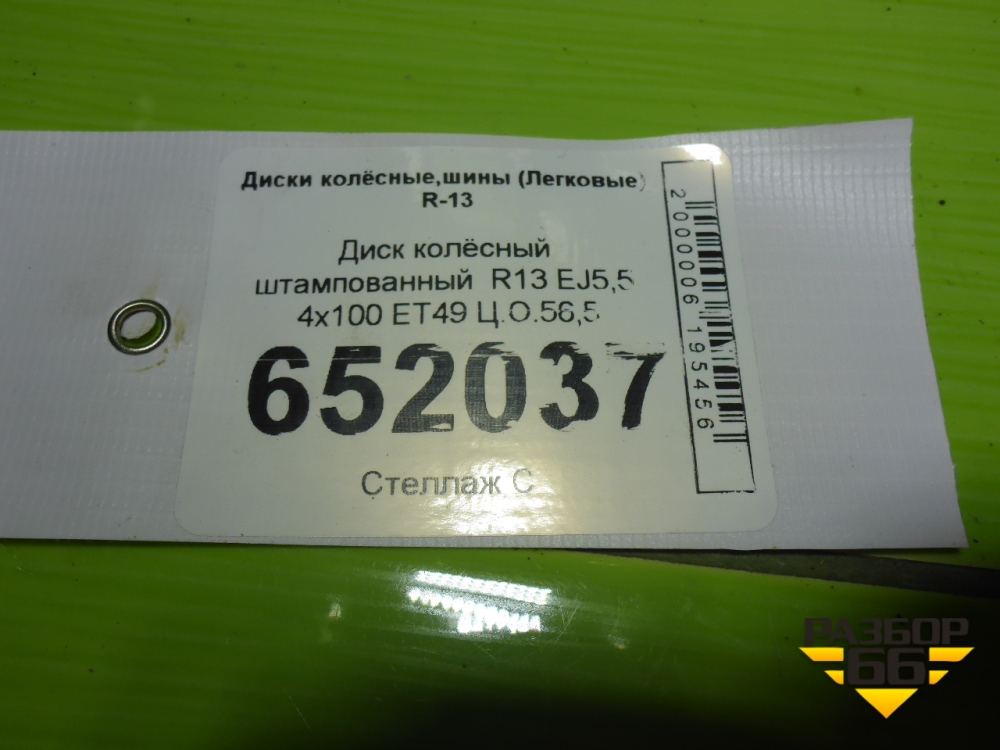 Диски колёсные,шины (Легковые)
R-13
Диск колёсный
штампованный R13 EJ5,5
4x100 ET49 Ц.О.56,5
652037
Стеллаж С
2000006195456
РАЗБОР
66